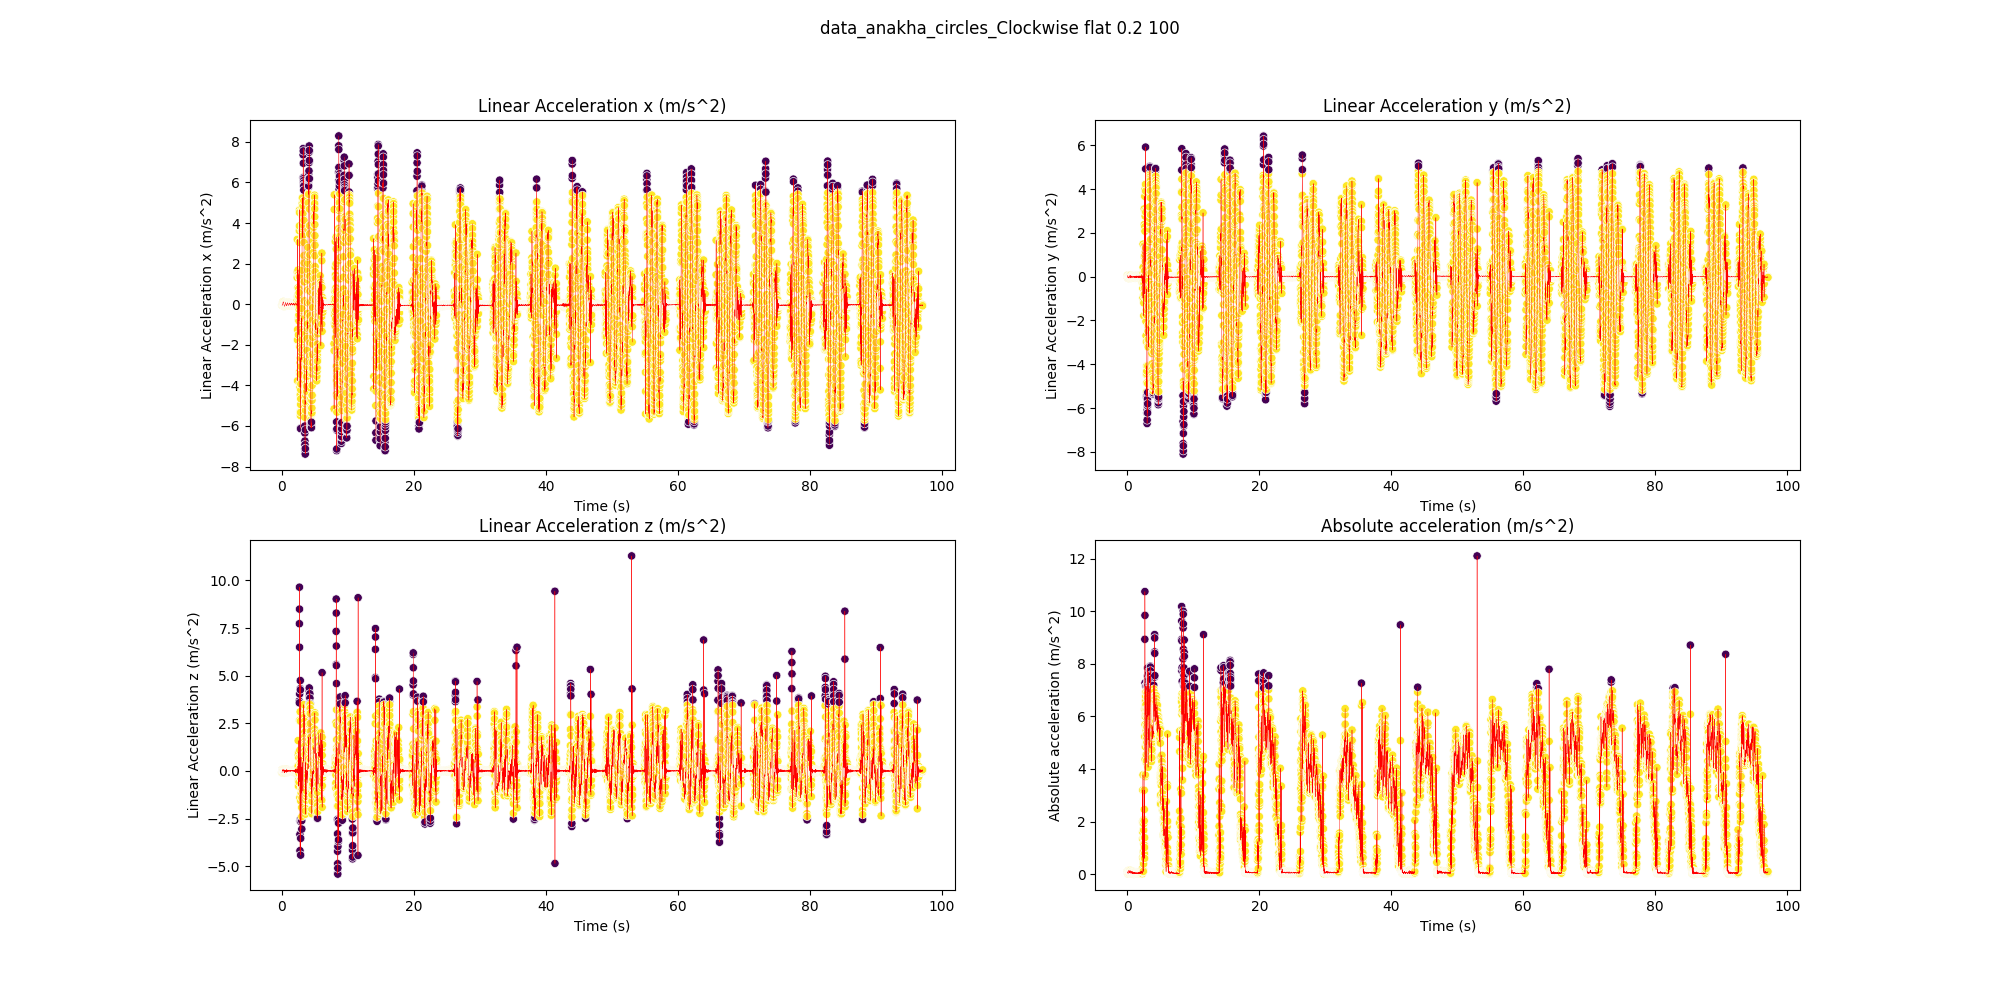 data_anakha_circles_Clockwise flat 0.2 100
Linear Acceleration x (m/s^2)
Linear Acceleration x (m/s^2)
8
6
4
2
0
−2
−4
−6
−8
0 20 40 60 80 100
Time (s)
Linear Acceleration y (m/s^2)
Linear Acceleration y (m/s^2)
6
4
2
0
−2
−4
−6
−8
0 20 40 60 80 100
Time (s)
Linear Acceleration z (m/s^2)
Linear Acceleration z (m/s^2)
10.0
7.5
5.0
2.5
0.0
−2.5
−5.0
0 20 40 60 80 100
Time (s)
Absolute acceleration (m/s^2)
Absolute acceleration (m/s^2)
12
10
8
6
4
2
0
0 20 40 60 80 100
Time (s)